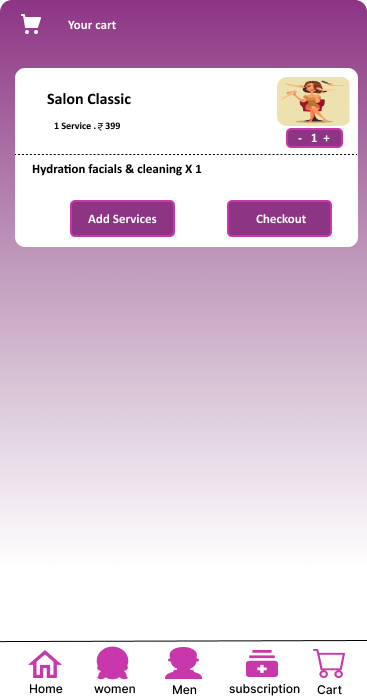 Your cart
Salon Classic
1 Service . ₹ 399
- 1 +
Hydration facials & cleaning X 1
Add Services
Checkout
Home
women
Men
subscription
Cart